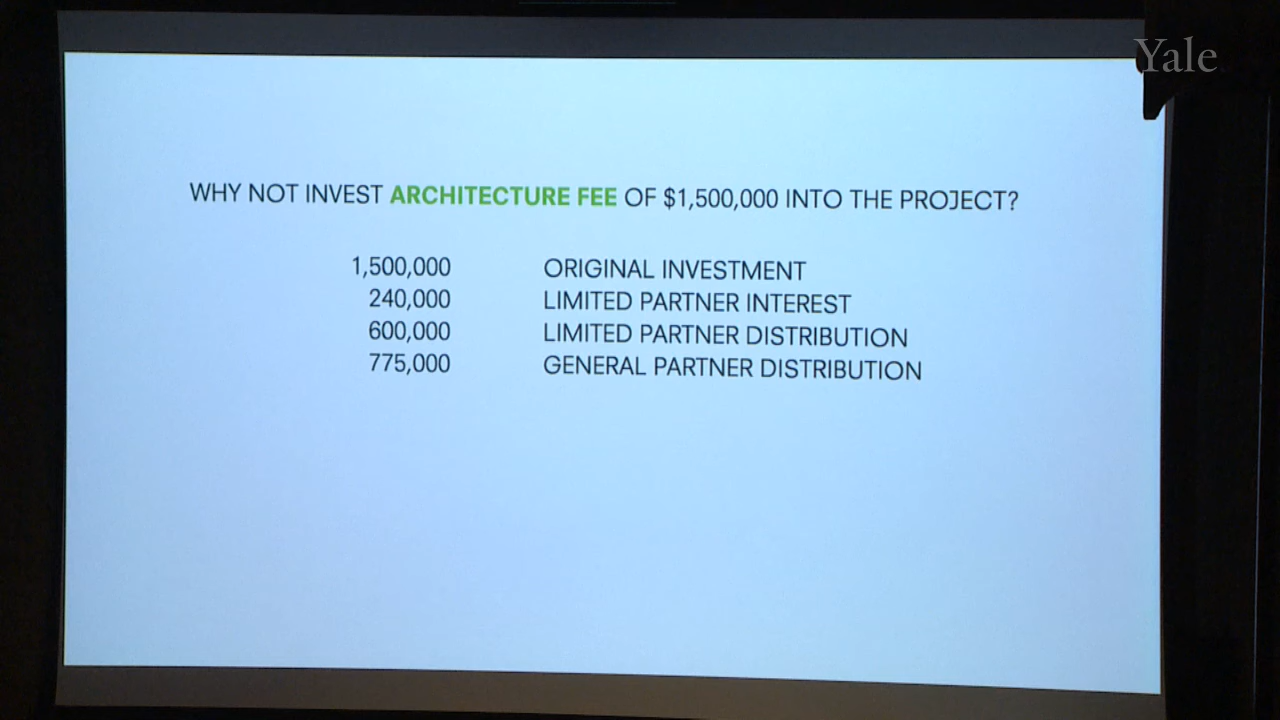 Yale
WHY NOT INVEST ARCHITECTURE FEE OF $1,500,000 INTO THE PROJECT?
1,500,000 ORIGINAL INVESTMENT
240,000 LIMITED PARTNER INTEREST
600,000 LIMITED PARTNER DISTRIBUTION
775,000 GENERAL PARTNER DISTRIBUTION